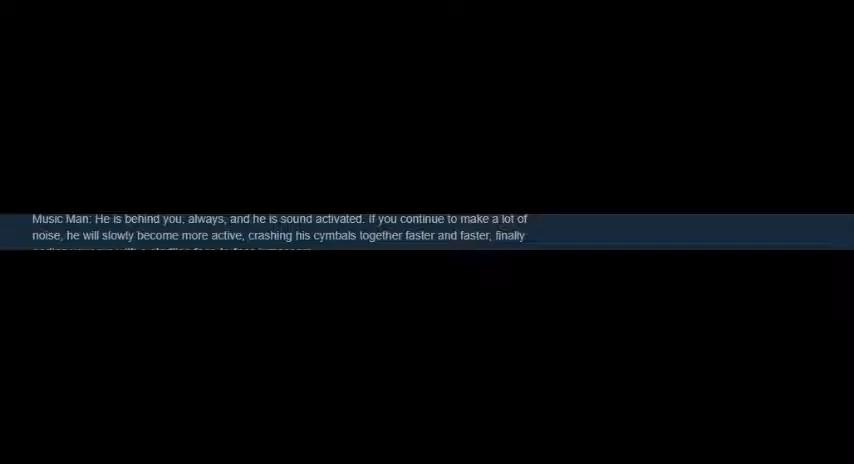 Music Man: He is behind you, always, and he is sound activated. If you continue to make a lot of
noise, he will slowly become more active, crashing his cymbals together faster and faster, finally